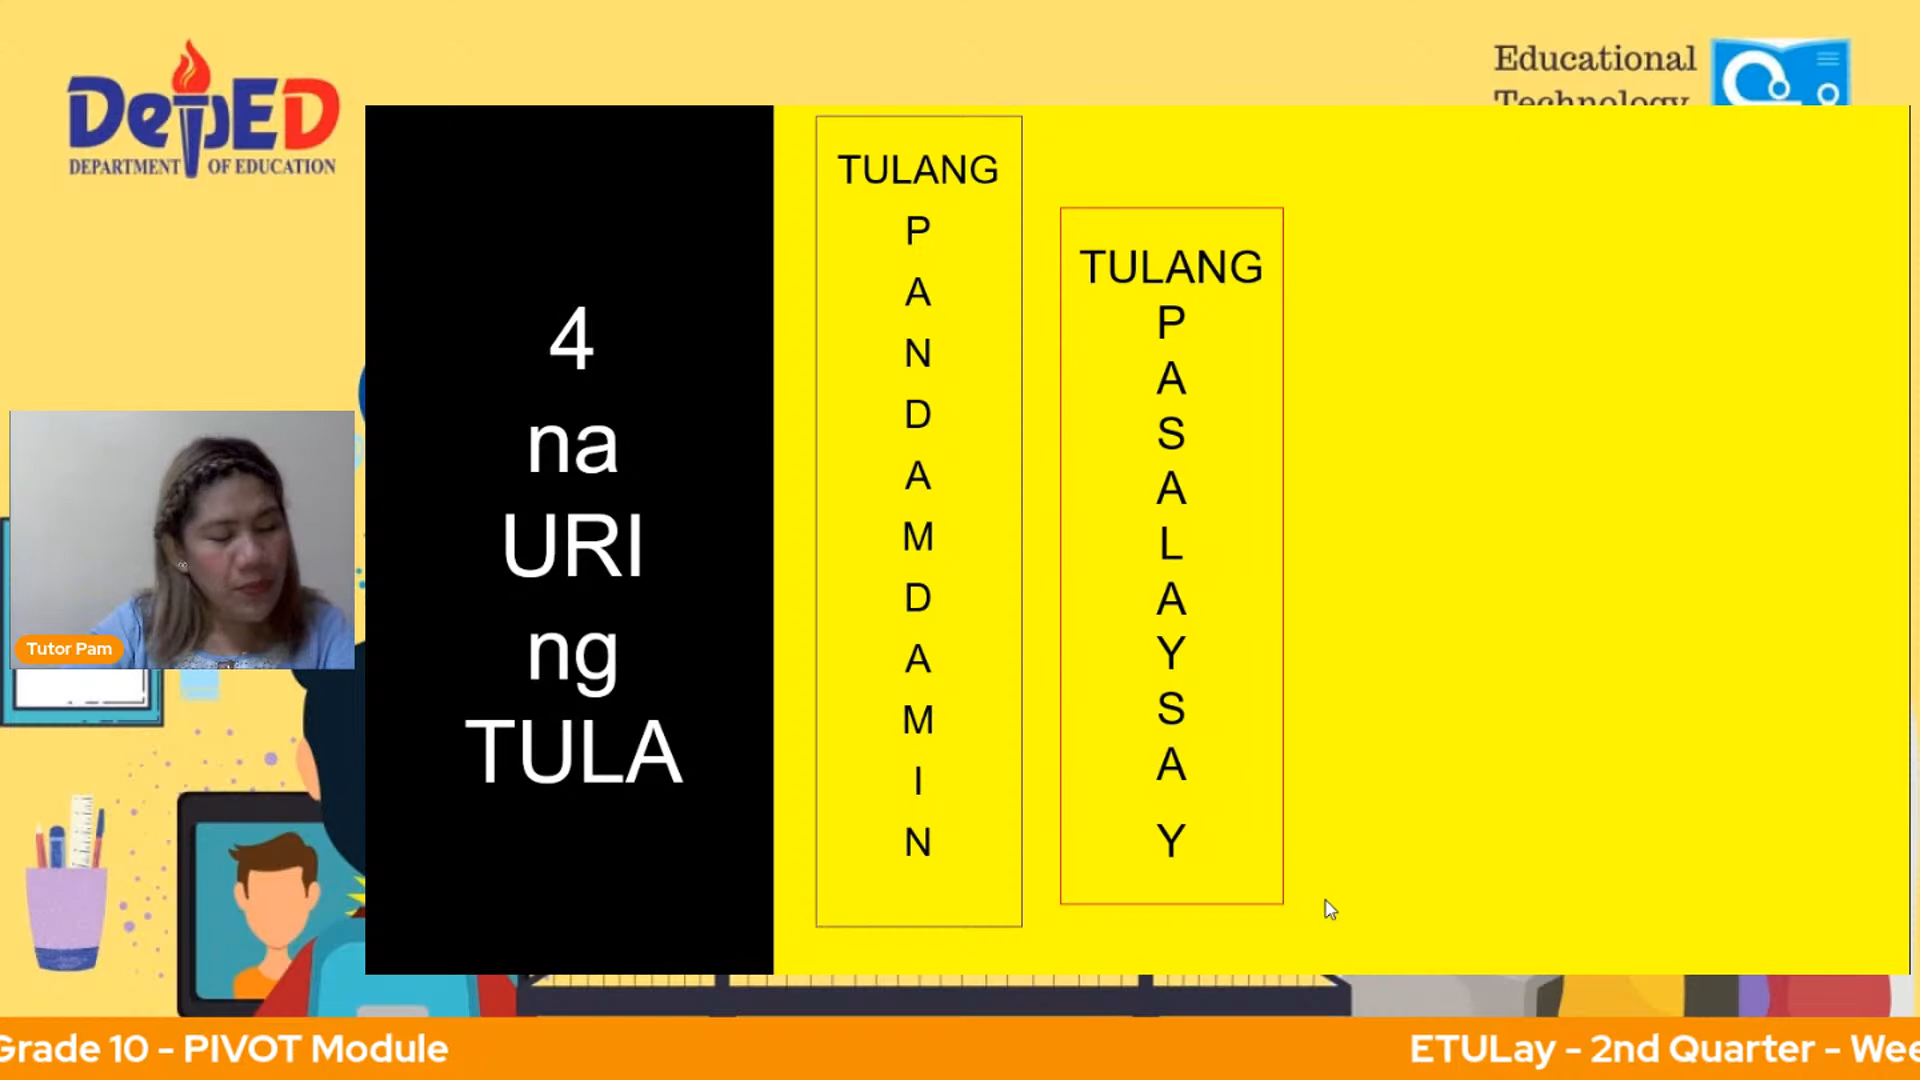 DepED
DEPARTMENT OF EDUCATION
Educational
Technology
4
na
URI
ng
TULA
TULANG
P
A
N
D
A
M
D
A
M
I
N
TULANG
P
A
S
A
L
A
Y
S
A
Y
Tutor Pam
Grade 10 - PIVOT Module
ETULay - 2nd Quarter - Wee